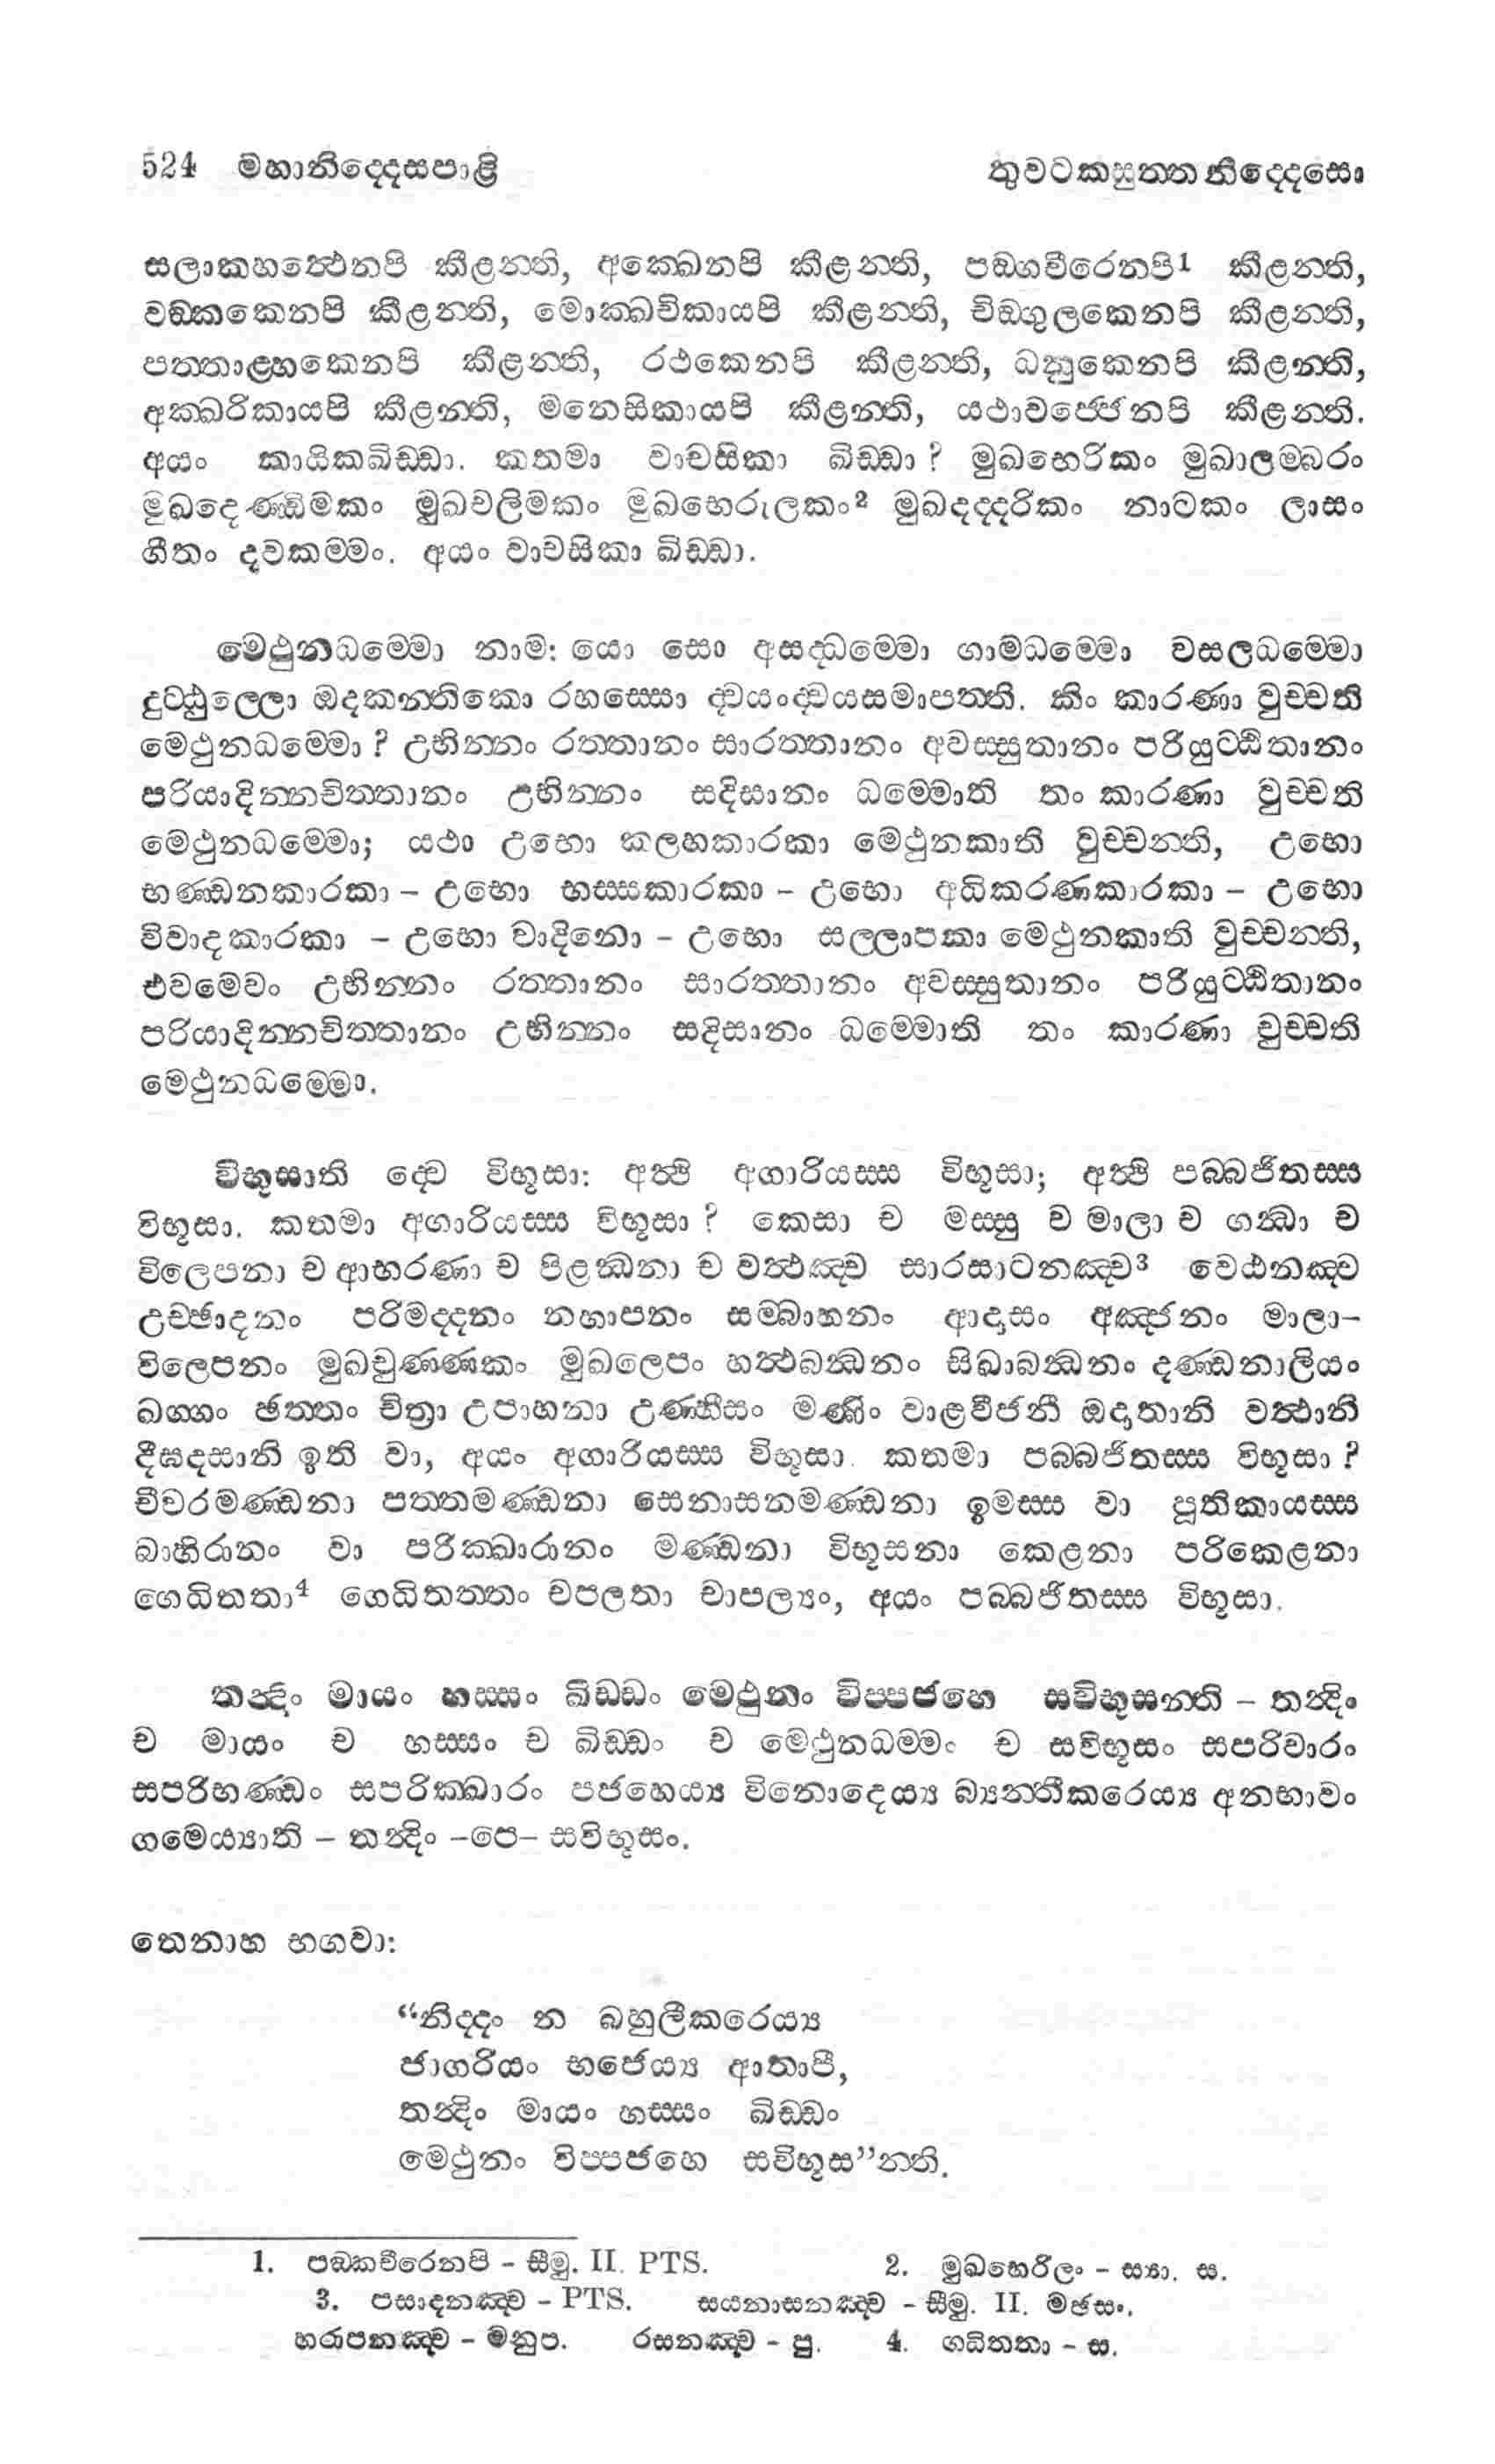 524 මහානිද්දෙසපාළි තුවටකසුත්තනිද්දෙසො
සලාකහත්ථෙනපි කීළන්ති, අක්ඛෙනපි කීළන්ති, පඞ්ගචීරෙනපි1 කීළන්ති,
වඞ්කකෙනපි කීළන්ති, මොක්ඛචිකායපි කීළන්ති, චිඞ්ගුලකෙනපි කීළන්ති,
පත්තාළ්හකෙනපි කීළන්ති, රථකෙනපි කීළන්ති, ධනුකෙනපි කීළන්ති,
අක්ඛරිකායපි කීළන්ති, මනෙසිකායපි කීළන්ති, යථාවජ්ජෙනපි කීළන්ති.
අයං කායිකඛිඩ්ඩා. කතමා වාචසිකා ඛිඩ්ඩා? මුඛභෙරිකං මුඛාලම්බරං
මුඛදෙණ්ඩිමකං මුඛවලිමකං මුඛභෙරුලකං2 මුඛදද්දරිකං නාටකං ලාසං
ගීතං දවකම්මං. අයං වාචසිකා ඛිඩ්ඩා.
මෙථුනධම්මො නාම: යො සො අසද්ධම්මො ගාමධම්මො වසලධම්මො
දුට්ඨුල්ලො ඔදකන්තිකො රහස්සො ද්වයංද්වයසමාපත්ති. කිං කාරණා වුච්චති
මෙථුනධම්මො? උභින්නං රත්තානං සාරත්තානං අවස්සුතානං පරියුට්ඨිතානං
පරියාදින්නචිත්තානං උභින්නං සදිසානං ධම්මොති තං කාරණා වුච්චති
මෙථුනධම්මො; යථා උභො කලහකාරකා මෙථුනකාති වුච්චන්ති, උභො
භණ්ඩනකාරකා – උභො භස්සකාරකා – උභො අධිකරණකාරකා – උභො
විවාදකාරකා – උභො වාදිනො – උභො සල්ලාපකා මෙථුනකාති වුච්චන්ති,
එවමෙවං උභින්නං රත්තානං සාරත්තානං අවස්සුතානං පරියුට්ඨිතානං
පරියාදින්නචිත්තානං උභින්නං සදිසානං ධම්මොති තං කාරණා වුච්චති
මෙථුනධම්මො.
විභූසාති ද්වෙ විභූසා: අත්ථි අගාරියස්ස විභූසා; අත්ථි පබ්බජිතස්ස
විභූසා. කතමා අගාරියස්ස විභූසා? කෙසා ච මස්සු ච මාලා ච ගන්ධා ච
විලෙපනා ච ආභරණා ච පිළන්ධනා ච වත්ථඤ්ච සාරසාටනඤ්ච3 වෙඨනඤ්ච
උච්ඡාදනං පරිමද්දනං නහාපනං සම්බාහනං ආදාසං අඤ්ජනං මාලා–
විලෙපනං මුඛචුණ්ණකං මුඛලෙපං හත්ථබන්ධනං සිඛාබන්ධනං දණ්ඩනාලියං
ඛග්ගං ඡත්තං චිත්‍රා උපාහනා උණ්හීසං මණිං වාළවීජනී ඔදාතානි වත්ථානි
දීඝදසානි ඉති වා, අයං අගාරියස්ස විභූසා. කතමා පබ්බජිතස්ස විභූසා?
චීවරමණ්ඩනා පත්තමණ්ඩනා සෙනාසනමණ්ඩනා ඉමස්ස වා පූතිකායස්ස
බාහිරානං වා පරික්ඛාරානං මණ්ඩනා විභූසනා කෙළනා පරිකෙළනා
ගෙධිතතා4 ගෙධිතත්තං චපලතා චාපල්‍යං, අයං පබ්බජිතස්ස විභූසා.
තන්දිං මායං හස්සං ඛිඩ්ඩං මෙථුනං විප්පජහෙ සවිභූසන්ති – තන්දිං
ච මායං ච හස්සං ච ඛිඩ්ඩං ච මෙථුනධම්මං ච සවිභූසං සපරිවාරං
සපරිභණ්ඩං සපරික්ඛාරං පජහෙය්‍ය විනොදෙය්‍ය බ්‍යන්තීකරෙය්‍ය අනභාවං
ගමෙය්‍යාති – තන්දිං –පෙ– සවිභූසං.
තෙනාහ භගවා:
“නිද්දං න බහුලීකරෙය්‍ය
ජාගරියං භජෙය්‍ය ආතාපී,
තන්දිං මායං හස්සං ඛිඩ්ඩං
මෙථුනං විප්පජහෙ සවිභූස”න්ති.
1. පඞ්කචීරෙනපි – සීමු. II. PTS. 2. මුඛභෙරිලං – ස්‍යා. ස.
3. පසාදනඤ්ච – PTS. සයනාසනඤ්ච – සීමු. II. මඡසං.
හරාපනඤ්ච – මනුප. රසනඤ්ච – පු. 4. ගධිතතා – ස.